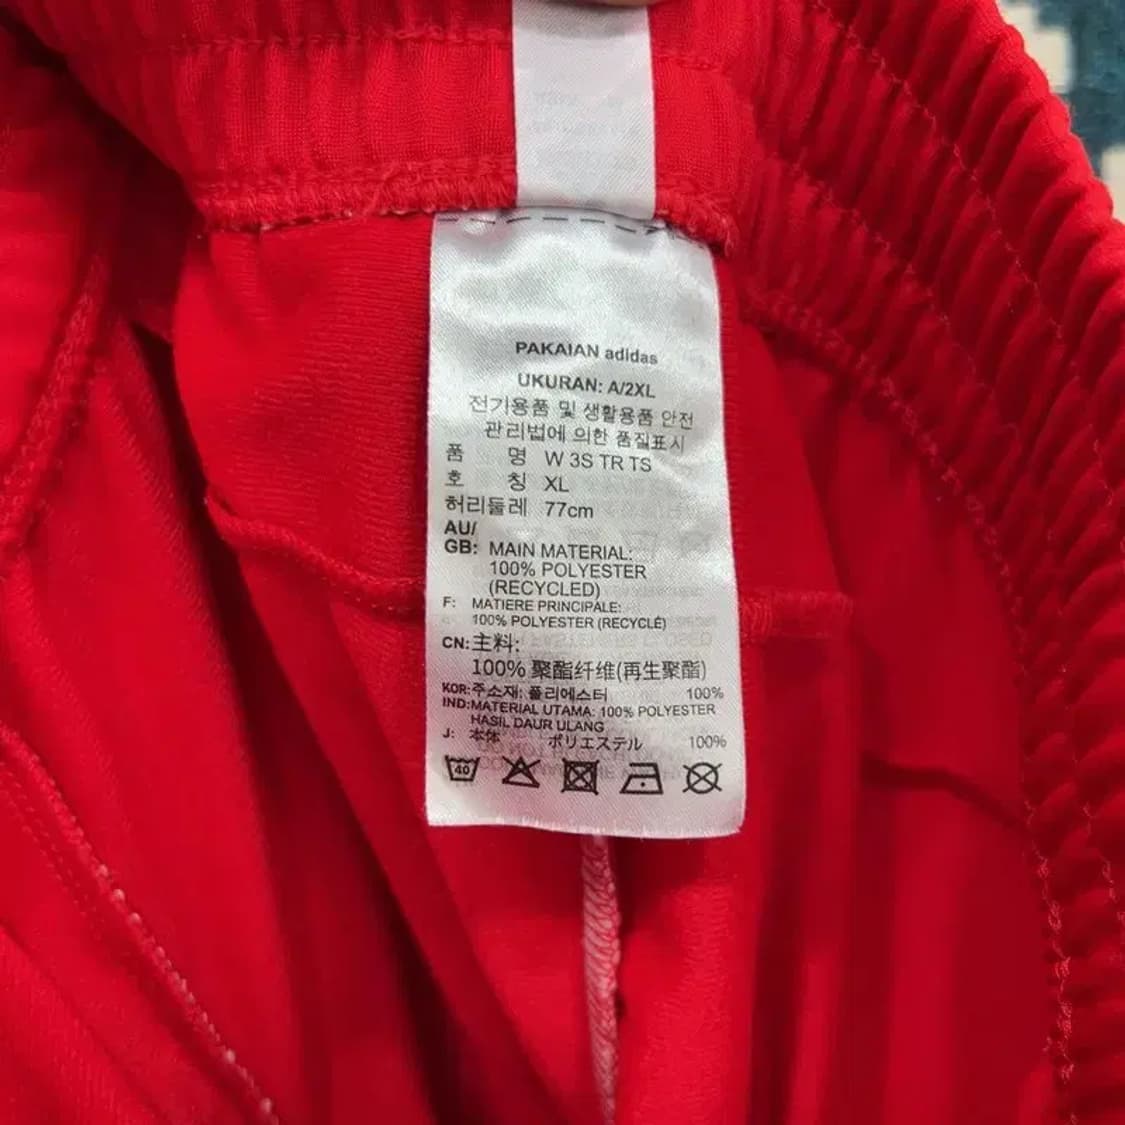 PAKAIAN adidas
UKURAN: A/2XL
전기용품 및 생활용품 안전
관리법에 의한 품질표시
품 명 W 3S TR TS
호 칭 XL
허리둘레 77cm
AU/
GB: MAIN MATERIAL:
100% POLYESTER
(RECYCLED)
F: MATIERE PRINCIPALE:
100% POLYESTER (RECYCLÉ)
CN: 主料:
100% 聚酯纤维(再生聚酯)
KOR: 주소재: 폴리에스터 100%
IND: MATERIAL UTAMA: 100% POLYESTER
HASIL DAUR ULANG
J: 本体 ポリエステル 100%
40